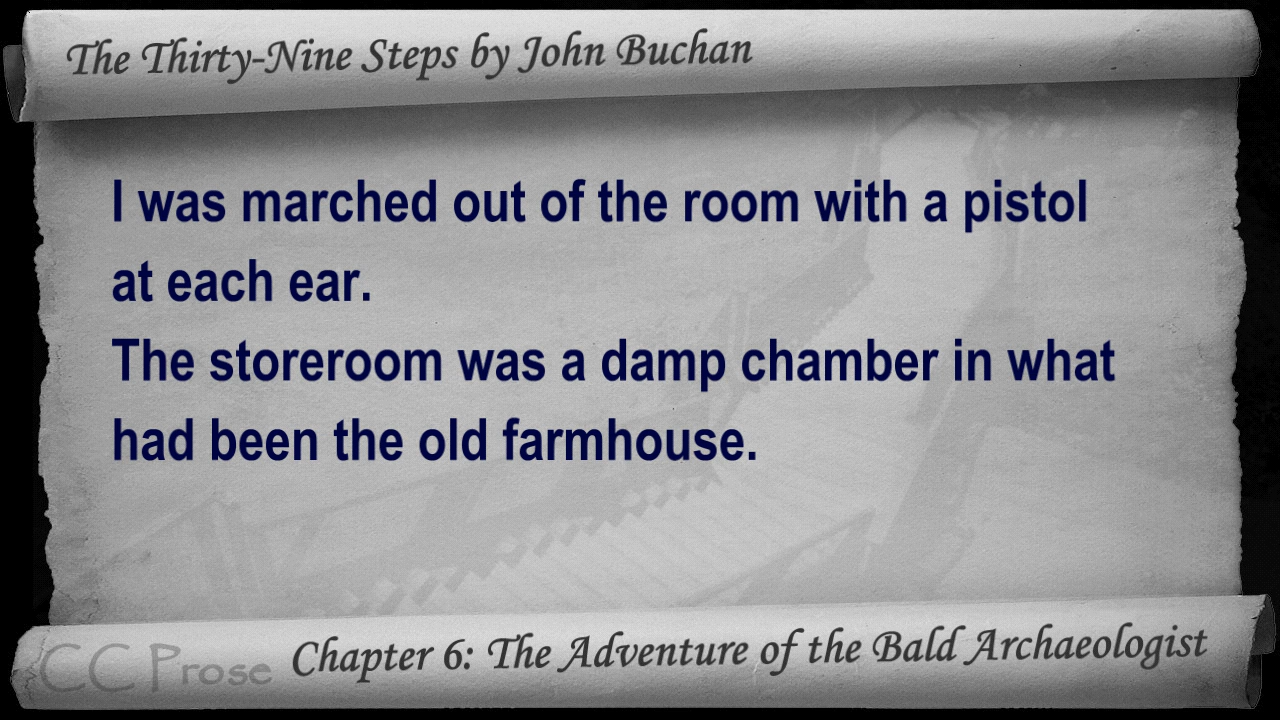 The Thirty-Nine Steps by John Buchan
I was marched out of the room with a pistol
at each ear.
The storeroom was a damp chamber in what
had been the old farmhouse.
CC Prose
Chapter 6: The Adventure of the Bald Archaeologist